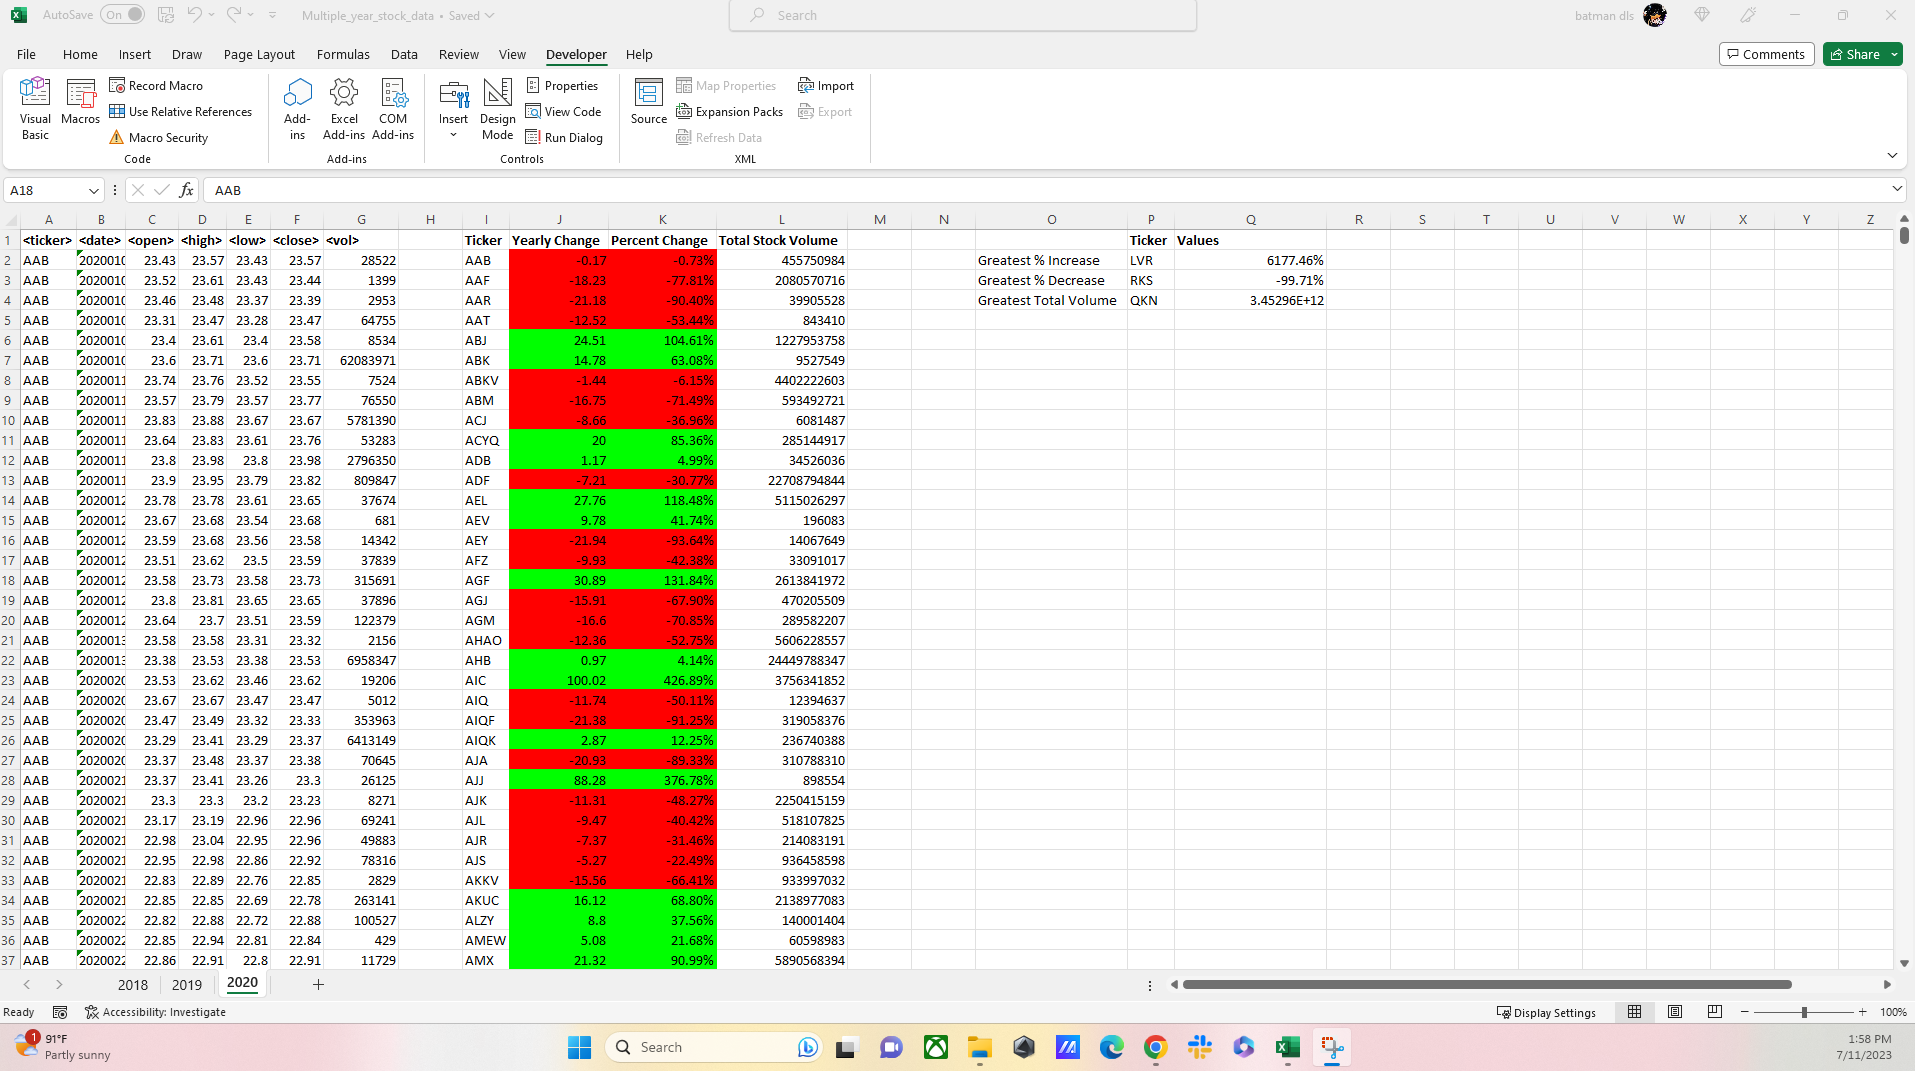 AutoSave On Multiple_year_stock_data • Saved Search batman dls
File Home Insert Draw Page Layout Formulas Data Review View Developer Help Comments Share
Visual Basic Macros Record Macro Use Relative References Macro Security Code
Add-ins Excel Add-ins COM Add-ins Add-ins
Insert Design Mode Properties View Code Run Dialog Controls
Source Map Properties Expansion Packs Refresh Data Import Export XML
A18 fx AAB
A B C D E F G H I J K L M N O P Q R S T U V W X Y Z
1 <ticker> <date> <open> <high> <low> <close> <vol> Ticker Yearly Change Percent Change Total Stock Volume Ticker Values
2 AAB 2020010 23.43 23.57 23.43 23.57 28522 AAB -0.17 -0.73% 455750984 Greatest % Increase LVR 6177.46%
3 AAB 2020010 23.52 23.61 23.43 23.44 1399 AAF -18.23 -77.81% 2080570716 Greatest % Decrease RKS -99.71%
4 AAB 2020010 23.46 23.48 23.37 23.39 2953 AAR -21.18 -90.40% 39905528 Greatest Total Volume QKN 3.45296E+12
5 AAB 2020010 23.31 23.47 23.28 23.47 64755 AAT -12.52 -53.44% 843410
6 AAB 2020010 23.4 23.61 23.4 23.58 8534 ABJ 24.51 104.61% 1227953758
7 AAB 2020010 23.6 23.71 23.6 23.71 62083971 ABK 14.78 63.08% 9527549
8 AAB 2020011 23.74 23.76 23.52 23.55 7524 ABKV -1.44 -6.15% 4402222603
9 AAB 2020011 23.57 23.79 23.57 23.77 76550 ABM -16.75 -71.49% 593492721
10 AAB 2020011 23.83 23.88 23.67 23.67 5781390 ACJ -8.66 -36.96% 6081487
11 AAB 2020011 23.64 23.83 23.61 23.76 53283 ACYQ 20 85.36% 285144917
12 AAB 2020011 23.8 23.98 23.8 23.98 2796350 ADB 1.17 4.99% 34526036
13 AAB 2020011 23.9 23.95 23.79 23.82 809847 ADF -7.21 -30.77% 22708794844
14 AAB 2020012 23.78 23.78 23.61 23.65 37674 AEL 27.76 118.48% 5115026297
15 AAB 2020012 23.67 23.68 23.54 23.68 681 AEV 9.78 41.74% 196083
16 AAB 2020012 23.59 23.68 23.56 23.58 14342 AEY -21.94 -93.64% 14067649
17 AAB 2020012 23.51 23.62 23.5 23.59 37839 AFZ -9.93 -42.38% 33091017
18 AAB 2020012 23.58 23.73 23.58 23.73 315691 AGF 30.89 131.84% 2613841972
19 AAB 2020012 23.8 23.81 23.65 23.65 37896 AGJ -15.91 -67.90% 470205509
20 AAB 2020012 23.64 23.7 23.51 23.59 122379 AGM -16.6 -70.85% 289582207
21 AAB 2020013 23.58 23.58 23.31 23.32 2156 AHAO -12.36 -52.75% 5606228557
22 AAB 2020013 23.38 23.53 23.38 23.53 6958347 AHB 0.97 4.14% 24449788347
23 AAB 2020020 23.53 23.62 23.46 23.62 19206 AIC 100.02 426.89% 3756341852
24 AAB 2020020 23.67 23.67 23.47 23.47 5012 AIQ -11.74 -50.11% 12394637
25 AAB 2020020 23.47 23.49 23.32 23.33 353963 AIQF -21.38 -91.25% 319058376
26 AAB 2020020 23.29 23.41 23.29 23.37 6413149 AIQK 2.87 12.25% 236740388
27 AAB 2020020 23.37 23.48 23.37 23.38 70645 AJA -20.93 -89.33% 310788310
28 AAB 2020021 23.37 23.41 23.26 23.3 26125 AJJ 88.28 376.78% 898554
29 AAB 2020021 23.3 23.3 23.2 23.23 8271 AJK -11.31 -48.27% 2250415159
30 AAB 2020021 23.17 23.19 22.96 22.96 69241 AJL -9.47 -40.42% 518107825
31 AAB 2020021 22.98 23.04 22.95 22.96 49883 AJR -7.37 -31.46% 214083191
32 AAB 2020021 22.95 22.98 22.86 22.92 78316 AJS -5.27 -22.49% 936458598
33 AAB 2020021 22.83 22.89 22.76 22.85 2829 AKKV -15.56 -66.41% 933997032
34 AAB 2020021 22.85 22.85 22.69 22.78 263141 AKUC 16.12 68.80% 2138977083
35 AAB 2020022 22.82 22.88 22.72 22.88 100527 ALZY 8.8 37.56% 140001404
36 AAB 2020022 22.85 22.94 22.81 22.84 429 AMEW 5.08 21.68% 60598983
37 AAB 2020022 22.86 22.91 22.8 22.91 11729 AMX 21.32 90.99% 5890568394
2018 2019 2020
Ready Accessibility: Investigate Display Settings 100%
1 91°F
Partly sunny
Search
1:58 PM
7/11/2023